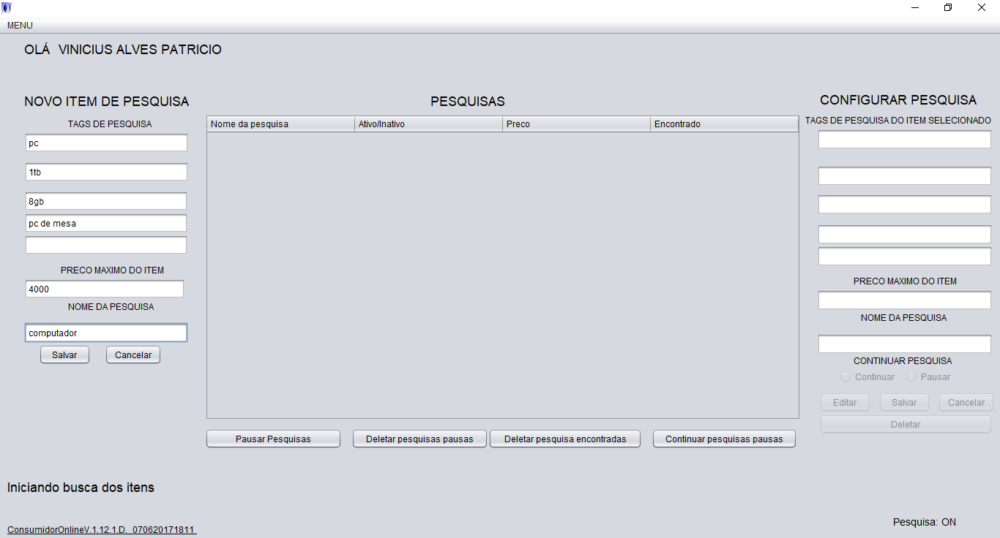 MENU
OLÁ VINICIUS ALVES PATRICIO
NOVO ITEM DE PESQUISA
TAGS DE PESQUISA
pc
1tb
8gb
pc de mesa
PRECO MAXIMO DO ITEM
4000
NOME DA PESQUISA
computador
Salvar Cancelar
PESQUISAS
Nome da pesquisa Ativo/Inativo Preco Encontrado
Pausar Pesquisas Deletar pesquisas pausas Deletar pesquisa encontradas Continuar pesquisas pausas
CONFIGURAR PESQUISA
TAGS DE PESQUISA DO ITEM SELECIONADO
PRECO MAXIMO DO ITEM
NOME DA PESQUISA
CONTINUAR PESQUISA
Continuar Pausar
Editar Salvar Cancelar
Deletar
Iniciando busca dos itens
ConsumidorOnlineV.1.12.1.D._070620171811_
Pesquisa: ON